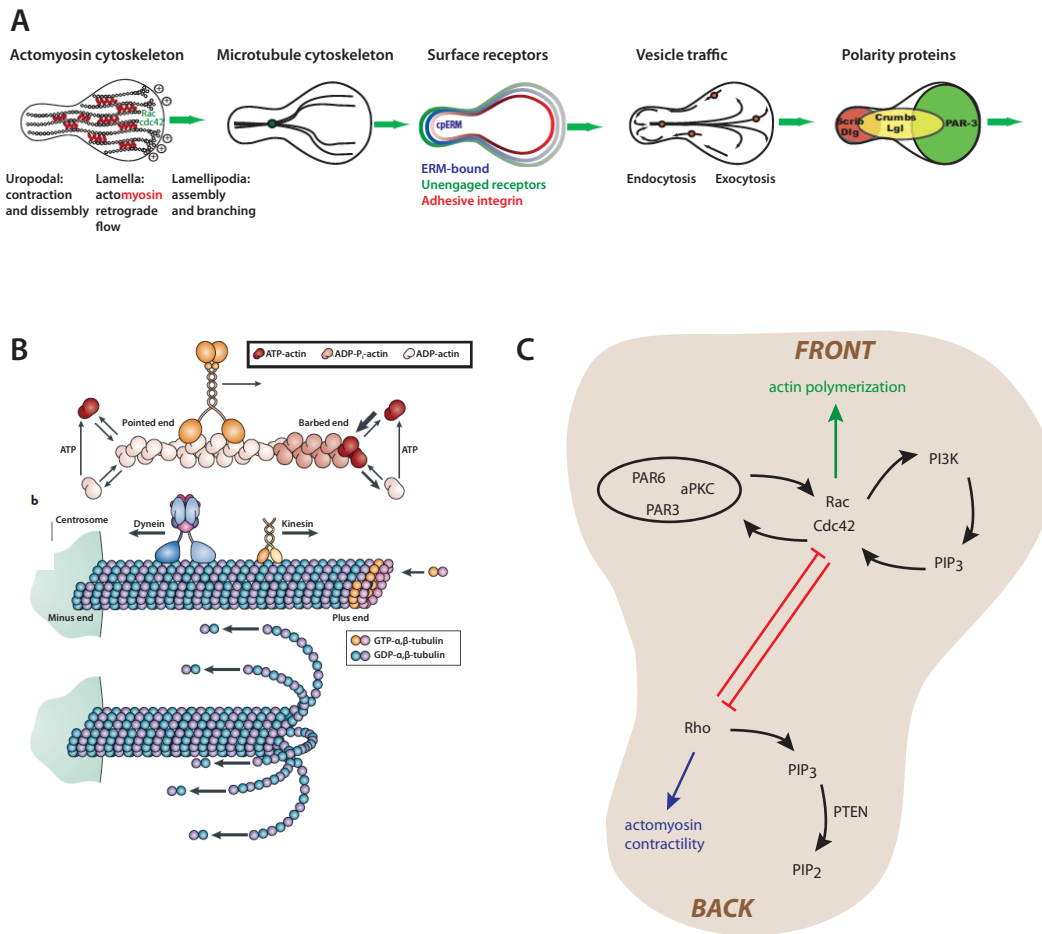 A
Actomyosin cytoskeleton
Microtubule cytoskeleton
Surface receptors
Vesicle traffic
Polarity proteins
Rac
cdc42
cpERM
Scrib
Dlg
Crumbs
Lgl
PAR-3
Uropodal:
contraction
and dissembly
Lamella:
actomyosin
retrograde
flow
Lamellipodia:
assembly
and branching
ERM-bound
Unengaged receptors
Adhesive integrin
Endocytosis
Exocytosis
B
ATP-actin
ADP-Pi-actin
ADP-actin
Pointed end
Barbed end
ATP
ATP
b
Centrosome
Dynein
Kinesin
Minus end
Plus end
GTP-α,β-tubulin
GDP-α,β-tubulin
C
FRONT
actin polymerization
PAR6
aPKC
PAR3
Rac
Cdc42
PI3K
PIP3
Rho
PIP3
PTEN
actomyosin
contractility
PIP2
BACK